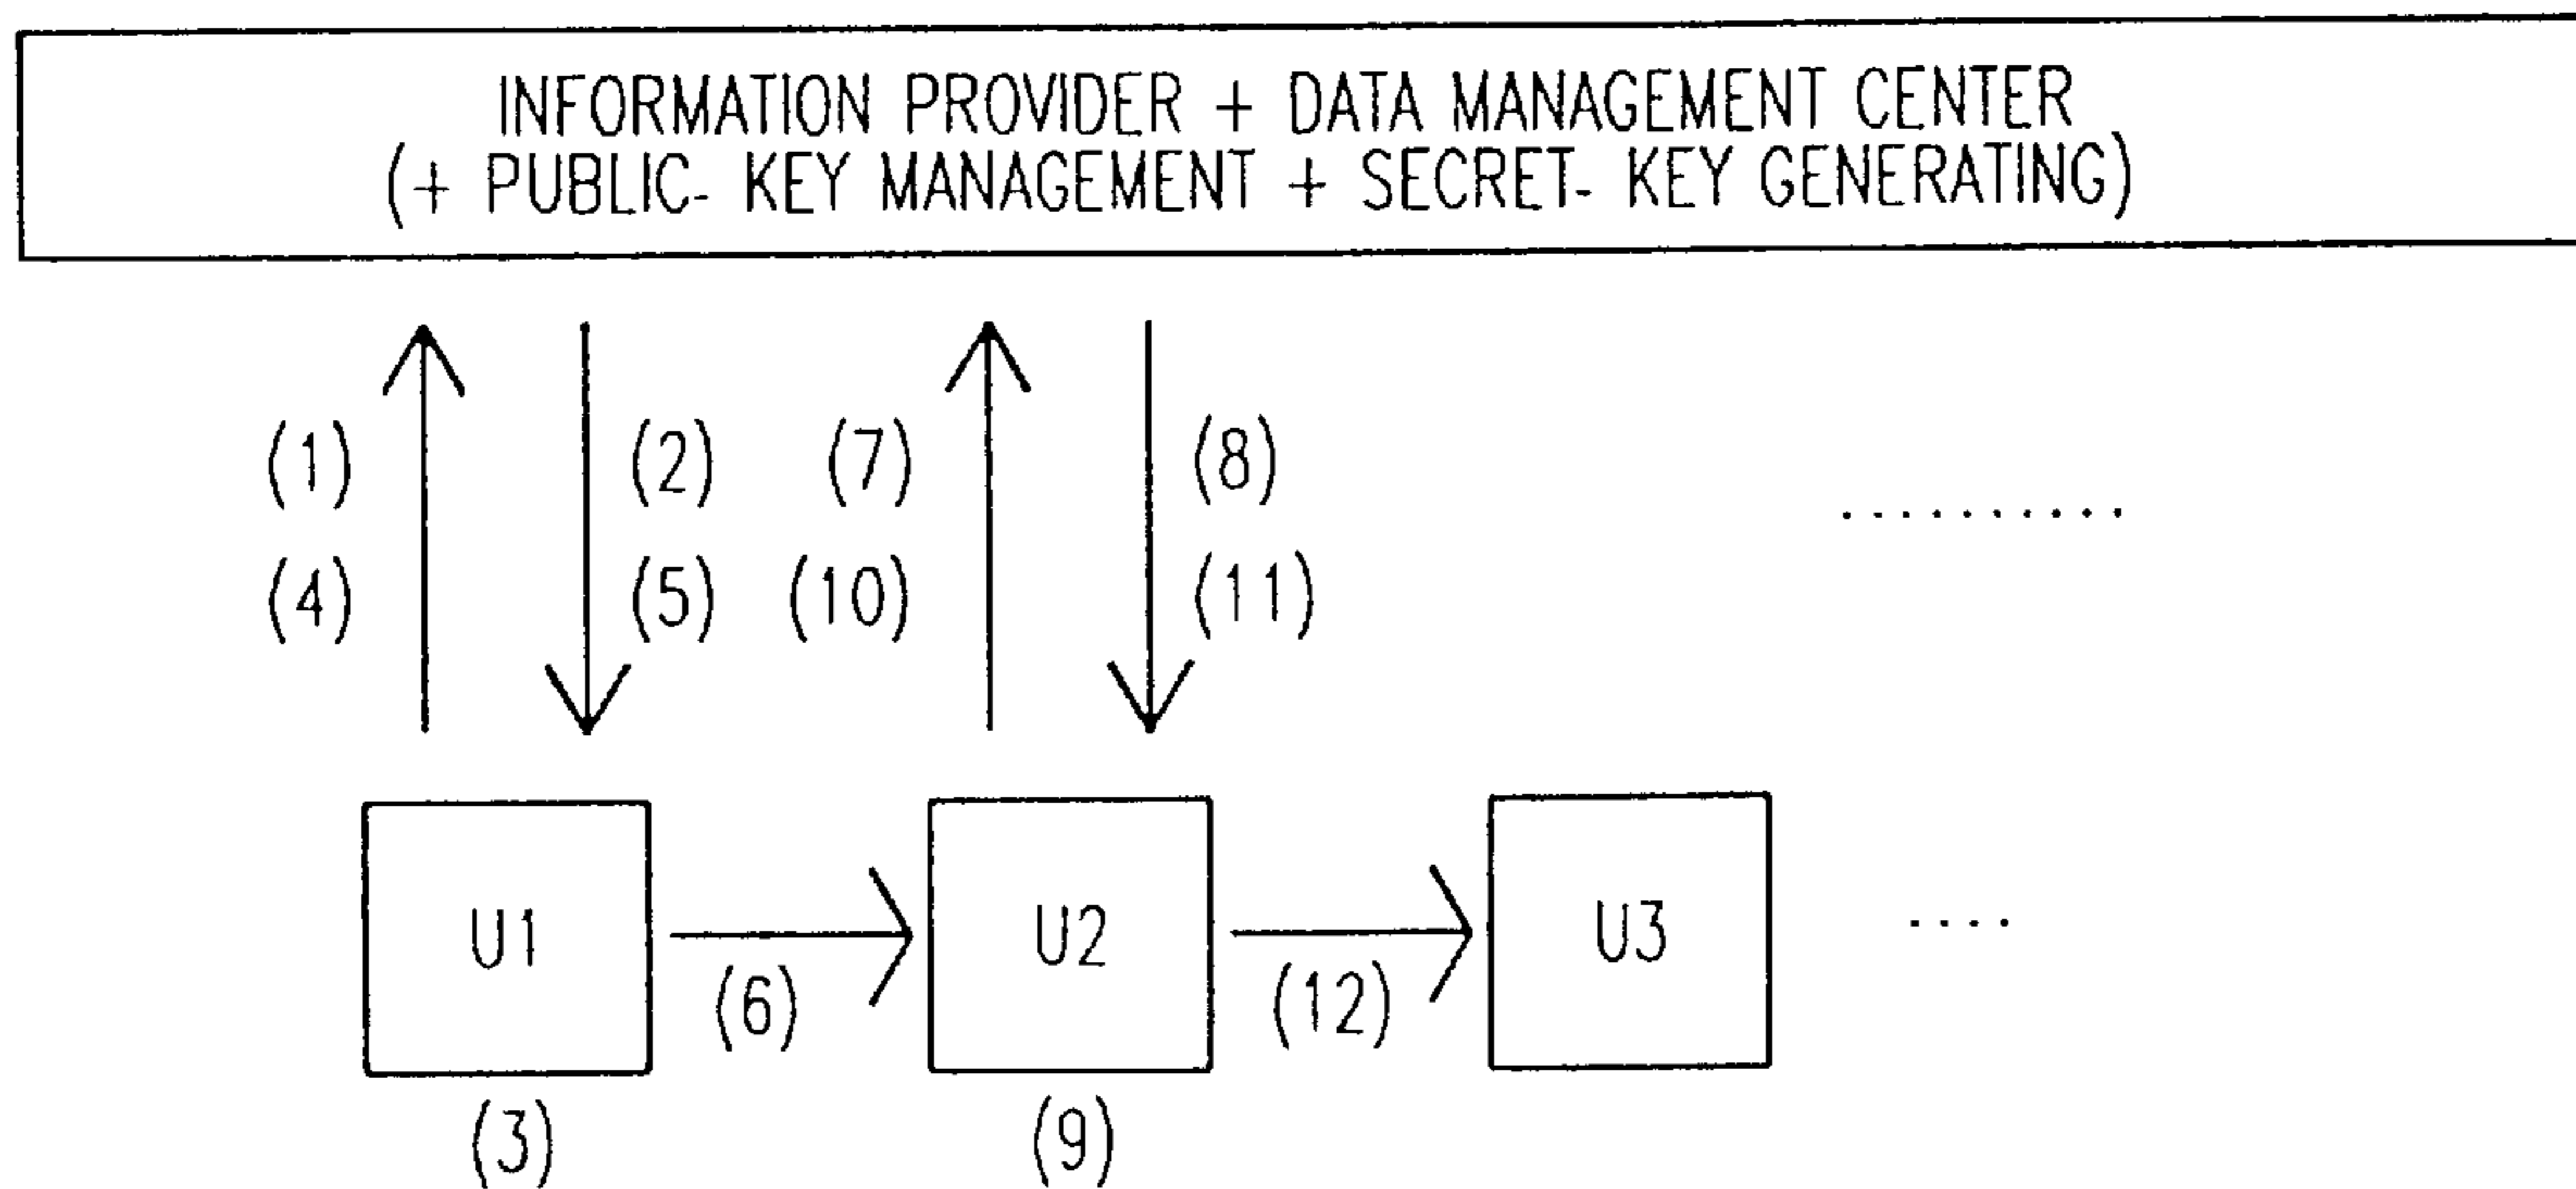 INFORMATION PROVIDER + DATA MANAGEMENT CENTER
(+ PUBLIC- KEY MANAGEMENT + SECRET- KEY GENERATING)
(1) (2) (7) (8)
..........
(4) (5) (10) (11)
U1 U2 U3 ....
(6) (12)
(3) (9)